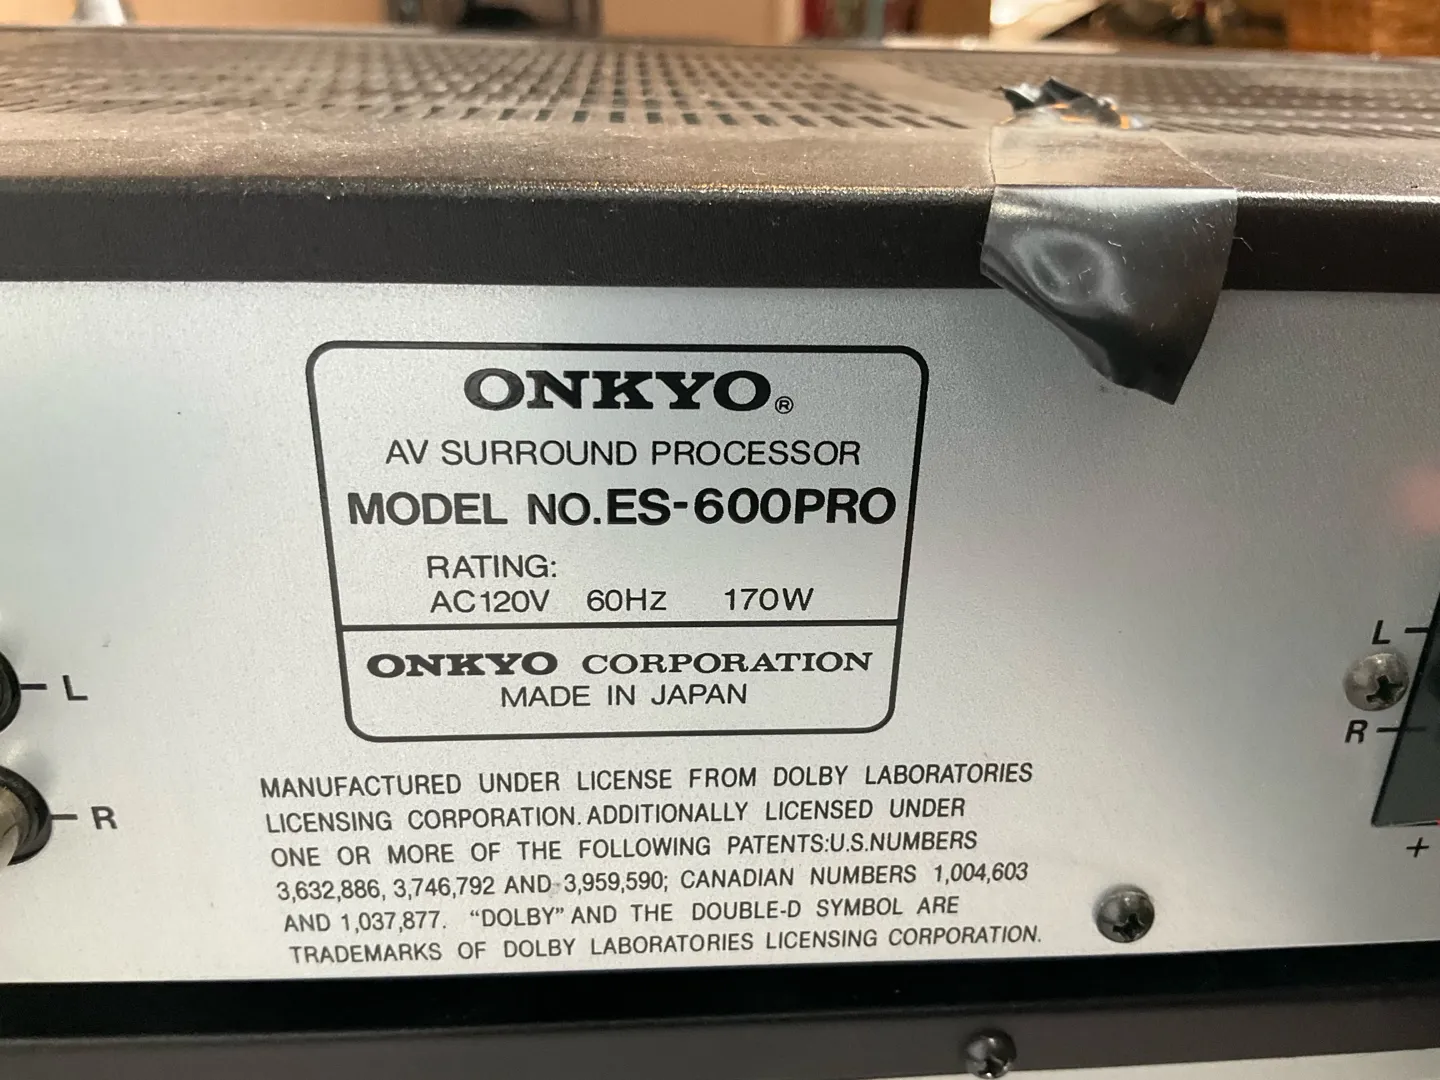 ONKYO®
AV SURROUND PROCESSOR
MODEL NO.ES-600PRO
RATING:
AC120V 60Hz 170W
ONKYO CORPORATION
MADE IN JAPAN
MANUFACTURED UNDER LICENSE FROM DOLBY LABORATORIES
LICENSING CORPORATION. ADDITIONALLY LICENSED UNDER
ONE OR MORE OF THE FOLLOWING PATENTS:U.S.NUMBERS
3,632,886, 3,746,792 AND 3,959,590; CANADIAN NUMBERS 1,004,603
AND 1,037,877. "DOLBY" AND THE DOUBLE-D SYMBOL ARE
TRADEMARKS OF DOLBY LABORATORIES LICENSING CORPORATION.
L
R
L
R
+